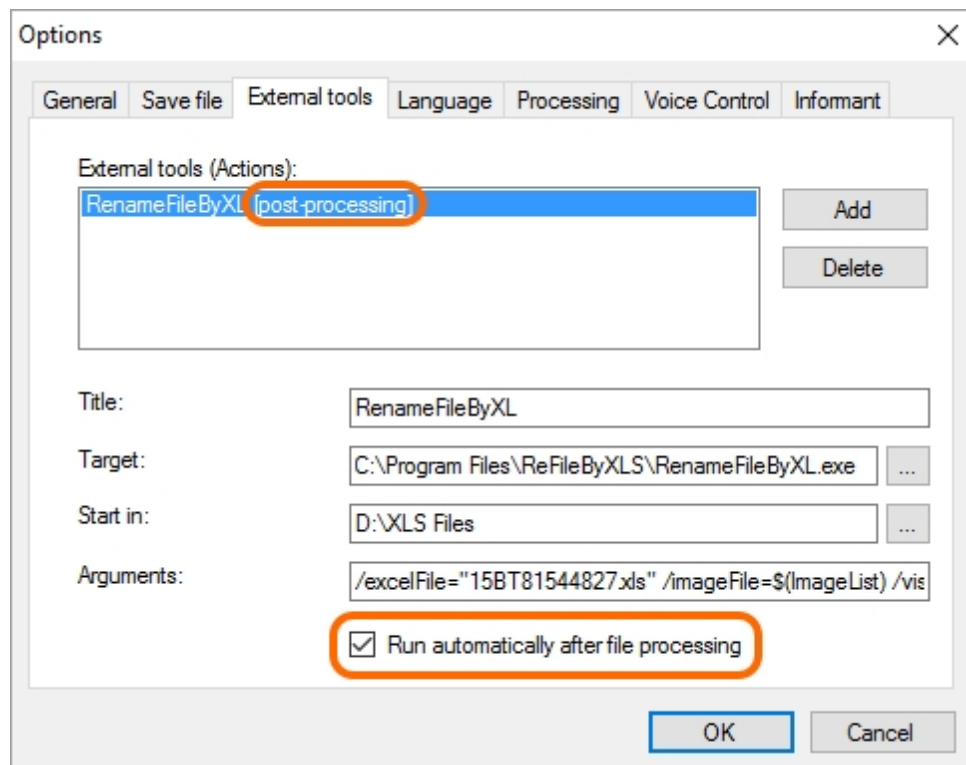 Options
General Save file External tools Language Processing Voice Control Informant
External tools (Actions):
RenameFileByXL [post-processing]
Add
Delete
Title:
RenameFileByXL
Target:
C:\Program Files\ReFileByXLS\RenameFileByXL.exe
...
Start in:
D:\XLS Files
...
Arguments:
/excelFile="15BT81544827.xls" /imageFile=$(ImageList) /vis
Run automatically after file processing
OK
Cancel